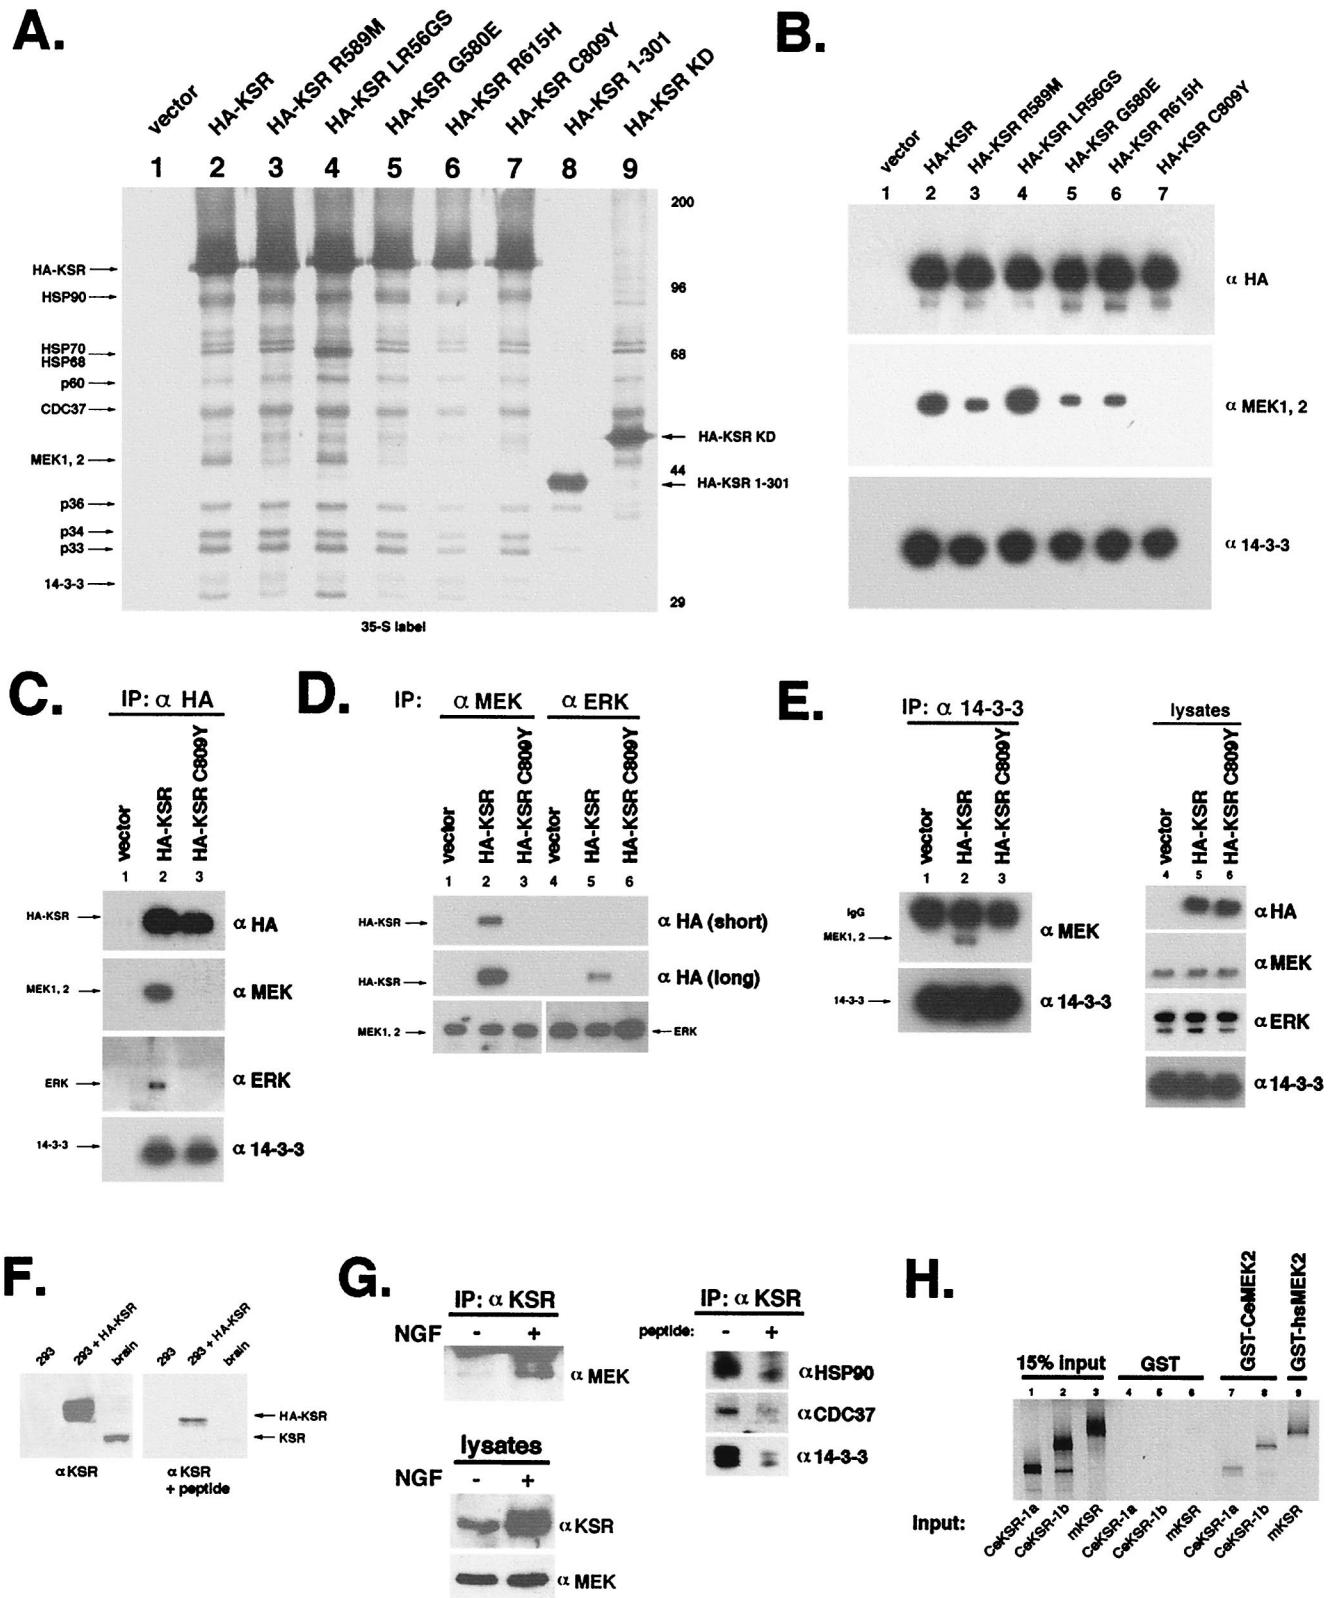 A.
vector
HA-KSR
HA-KSR R589M
HA-KSR LR56GS
HA-KSR G580E
HA-KSR R615H
HA-KSR C809Y
HA-KSR 1-301
HA-KSR KD
1 2 3 4 5 6 7 8 9
HA-KSR
HSP90
HSP70
HSP68
p60
CDC37
MEK1, 2
p36
p34
p33
14-3-3
200
96
68
HA-KSR KD
44
HA-KSR 1-301
29
35-S label
B.
vector
HA-KSR
HA-KSR R589M
HA-KSR LR56GS
HA-KSR G580E
HA-KSR R615H
HA-KSR C809Y
1 2 3 4 5 6 7
α HA
α MEK1, 2
α 14-3-3
C.
IP: α HA
vector
HA-KSR
HA-KSR C809Y
1 2 3
HA-KSR
α HA
MEK1, 2
α MEK
ERK
α ERK
14-3-3
α 14-3-3
D.
IP: α MEK α ERK
vector
HA-KSR
HA-KSR C809Y
vector
HA-KSR
HA-KSR C809Y
1 2 3 4 5 6
HA-KSR
α HA (short)
HA-KSR
α HA (long)
MEK1, 2
ERK
E.
IP: α 14-3-3
vector
HA-KSR
HA-KSR C809Y
1 2 3
IgG
MEK1, 2
α MEK
14-3-3
α 14-3-3
lysates
vector
HA-KSR
HA-KSR C809Y
4 5 6
α HA
α MEK
α ERK
α 14-3-3
F.
293
293 + HA-KSR
brain
293
293 + HA-KSR
brain
HA-KSR
KSR
α KSR
α KSR
+ peptide
G.
IP: α KSR
NGF - +
α MEK
lysates
NGF - +
α KSR
α MEK
IP: α KSR
peptide: - +
α HSP90
α CDC37
α 14-3-3
H.
15% input
GST
GST-CeMEK2
GST-hsMEK2
1 2 3 4 5 6 7 8 9
Input:
CeKSR-1a
CeKSR-1b
mKSR
CeKSR-1a
CeKSR-1b
mKSR
CeKSR-1a
CeKSR-1b
mKSR